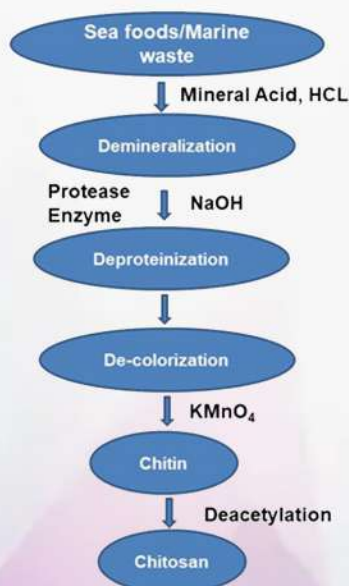 Sea foods/Marine
waste
Mineral Acid, HCL
Demineralization
Protease
Enzyme
NaOH
Deproteinization
De-colorization
KMnO₄
Chitin
Deacetylation
Chitosan